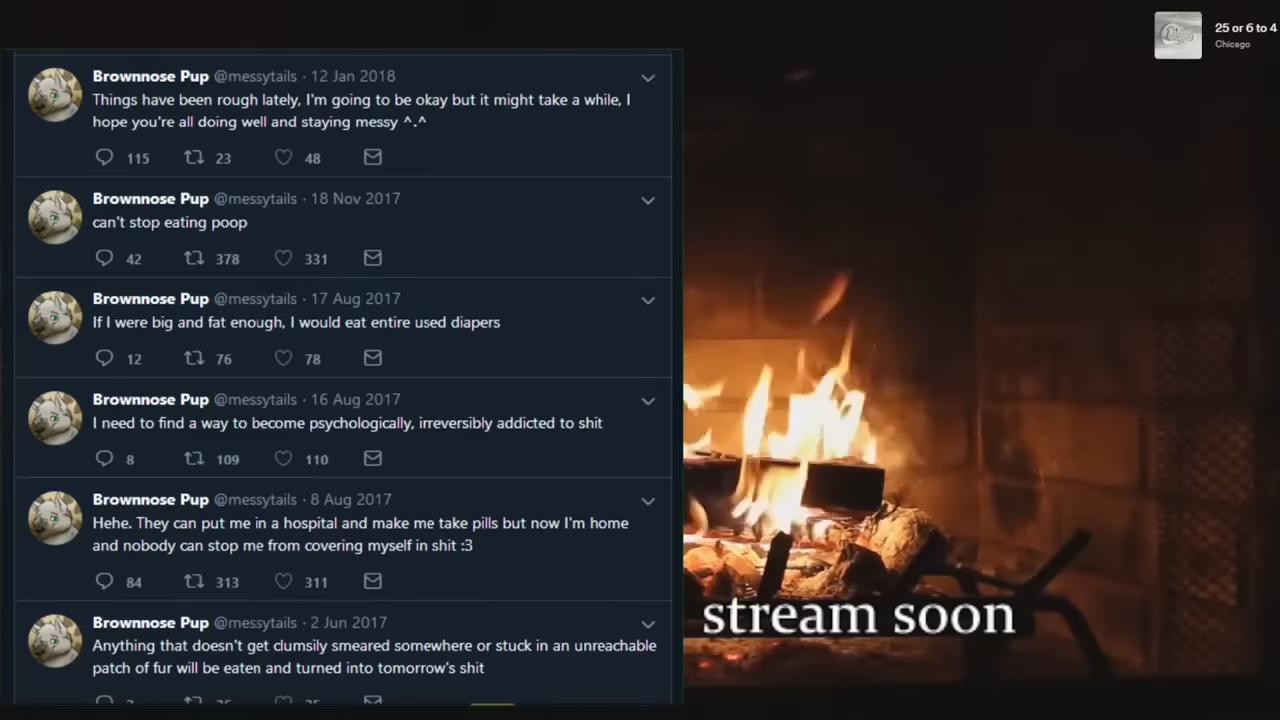 25 or 6 to 4
Chicago
Brownnose Pup @messytails · 12 Jan 2018
Things have been rough lately, I'm going to be okay but it might take a while, I
hope you're all doing well and staying messy ^.^
115 23 48
Brownnose Pup @messytails · 18 Nov 2017
can't stop eating poop
42 378 331
Brownnose Pup @messytails · 17 Aug 2017
If I were big and fat enough, I would eat entire used diapers
12 76 78
Brownnose Pup @messytails · 16 Aug 2017
I need to find a way to become psychologically, irreversibly addicted to shit
8 109 110
Brownnose Pup @messytails · 8 Aug 2017
Hehe. They can put me in a hospital and make me take pills but now I'm home
and nobody can stop me from covering myself in shit :3
84 313 311
Brownnose Pup @messytails · 2 Jun 2017
Anything that doesn't get clumsily smeared somewhere or stuck in an unreachable
patch of fur will be eaten and turned into tomorrow's shit
stream soon